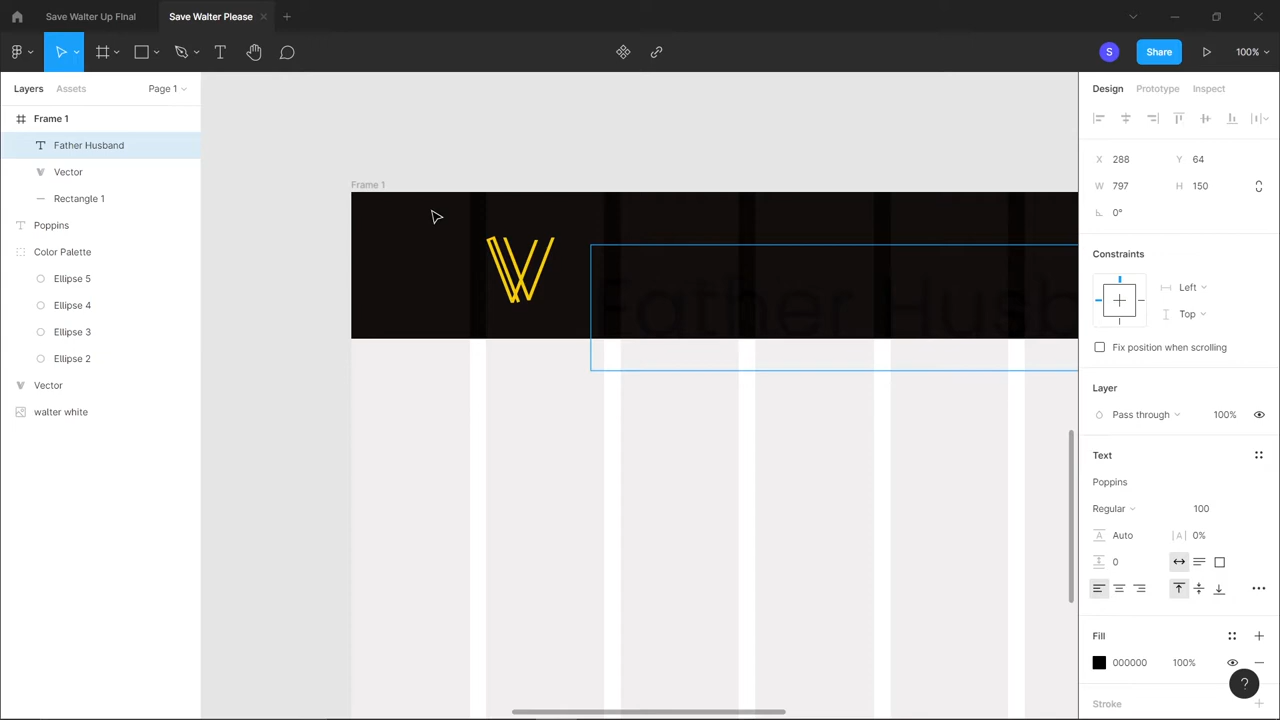 Save Walter Up FInal
Save Walter Please
S
Share
100%
Layers
Assets
Page 1
Design
Prototype
Inspect
Frame 1
Father Husband
Vector
Rectangle 1
Poppins
Color Palette
Ellipse 5
Ellipse 4
Ellipse 3
Ellipse 2
Vector
walter white
Frame 1
Father Husb
X 288
Y 64
W 797
H 150
0°
Constraints
Left
Top
Fix position when scrolling
Layer
Pass through
100%
Text
Poppins
Regular
100
A Auto
|A| 0%
0
Fill
000000
100%
Stroke
?